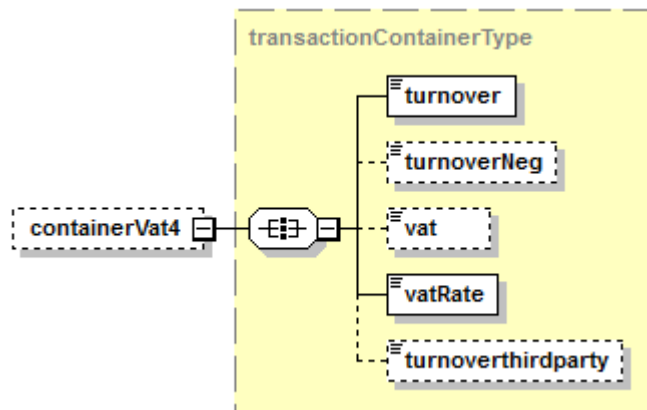 transactionContainerType
turnover
turnoverNeg
containerVat4
vat
vatRate
turnoverthirdparty